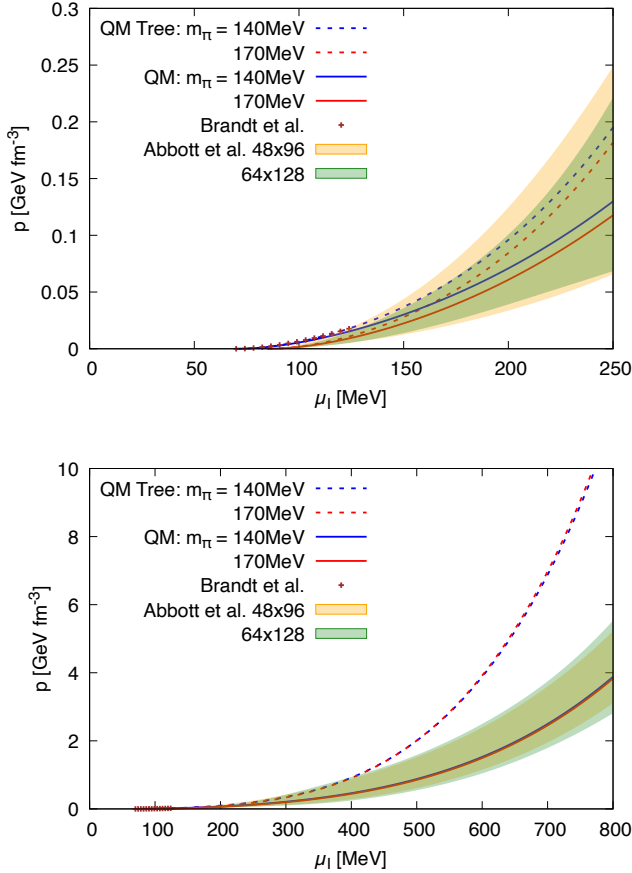 0.3
QM Tree: mπ = 140MeV
170MeV
0.25
QM: mπ = 140MeV
170MeV
0.2
Brandt et al.
Abbott et al. 48x96
64x128
0.15
0.1
0.05
0
p [GeV fm-3]
0 50 100 150 200 250
μI [MeV]
10
QM Tree: mπ = 140MeV
170MeV
8
QM: mπ = 140MeV
170MeV
Brandt et al.
6
Abbott et al. 48x96
64x128
4
2
0
p [GeV fm-3]
0 100 200 300 400 500 600 700 800
μI [MeV]